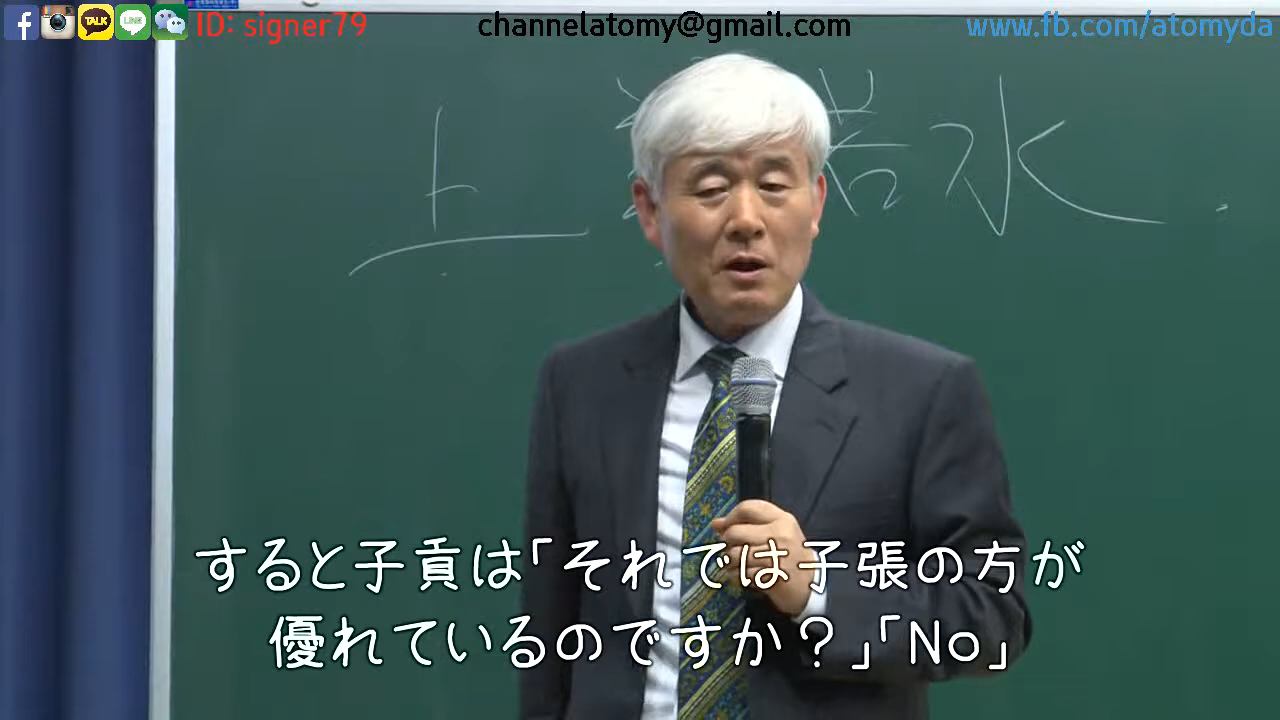 ID: signer79 channelatomy@gmail.com www.fb.com/atomyda
上 若水
すると子貢は「それでは子張の方が
優れているのですか？」「No」